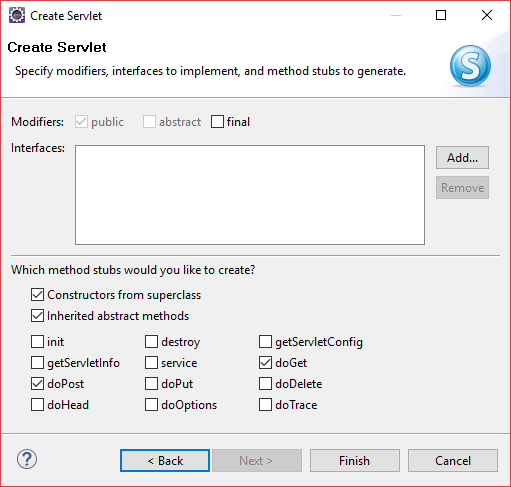 Create Servlet
Create Servlet
Specify modifiers, interfaces to implement, and method stubs to generate.
S
Modifiers: public abstract final
Interfaces:
Add...
Remove
Which method stubs would you like to create?
Constructors from superclass
Inherited abstract methods
init destroy getServletConfig
getServletInfo service doGet
doPost doPut doDelete
doHead doOptions doTrace
? < Back Next > Finish Cancel